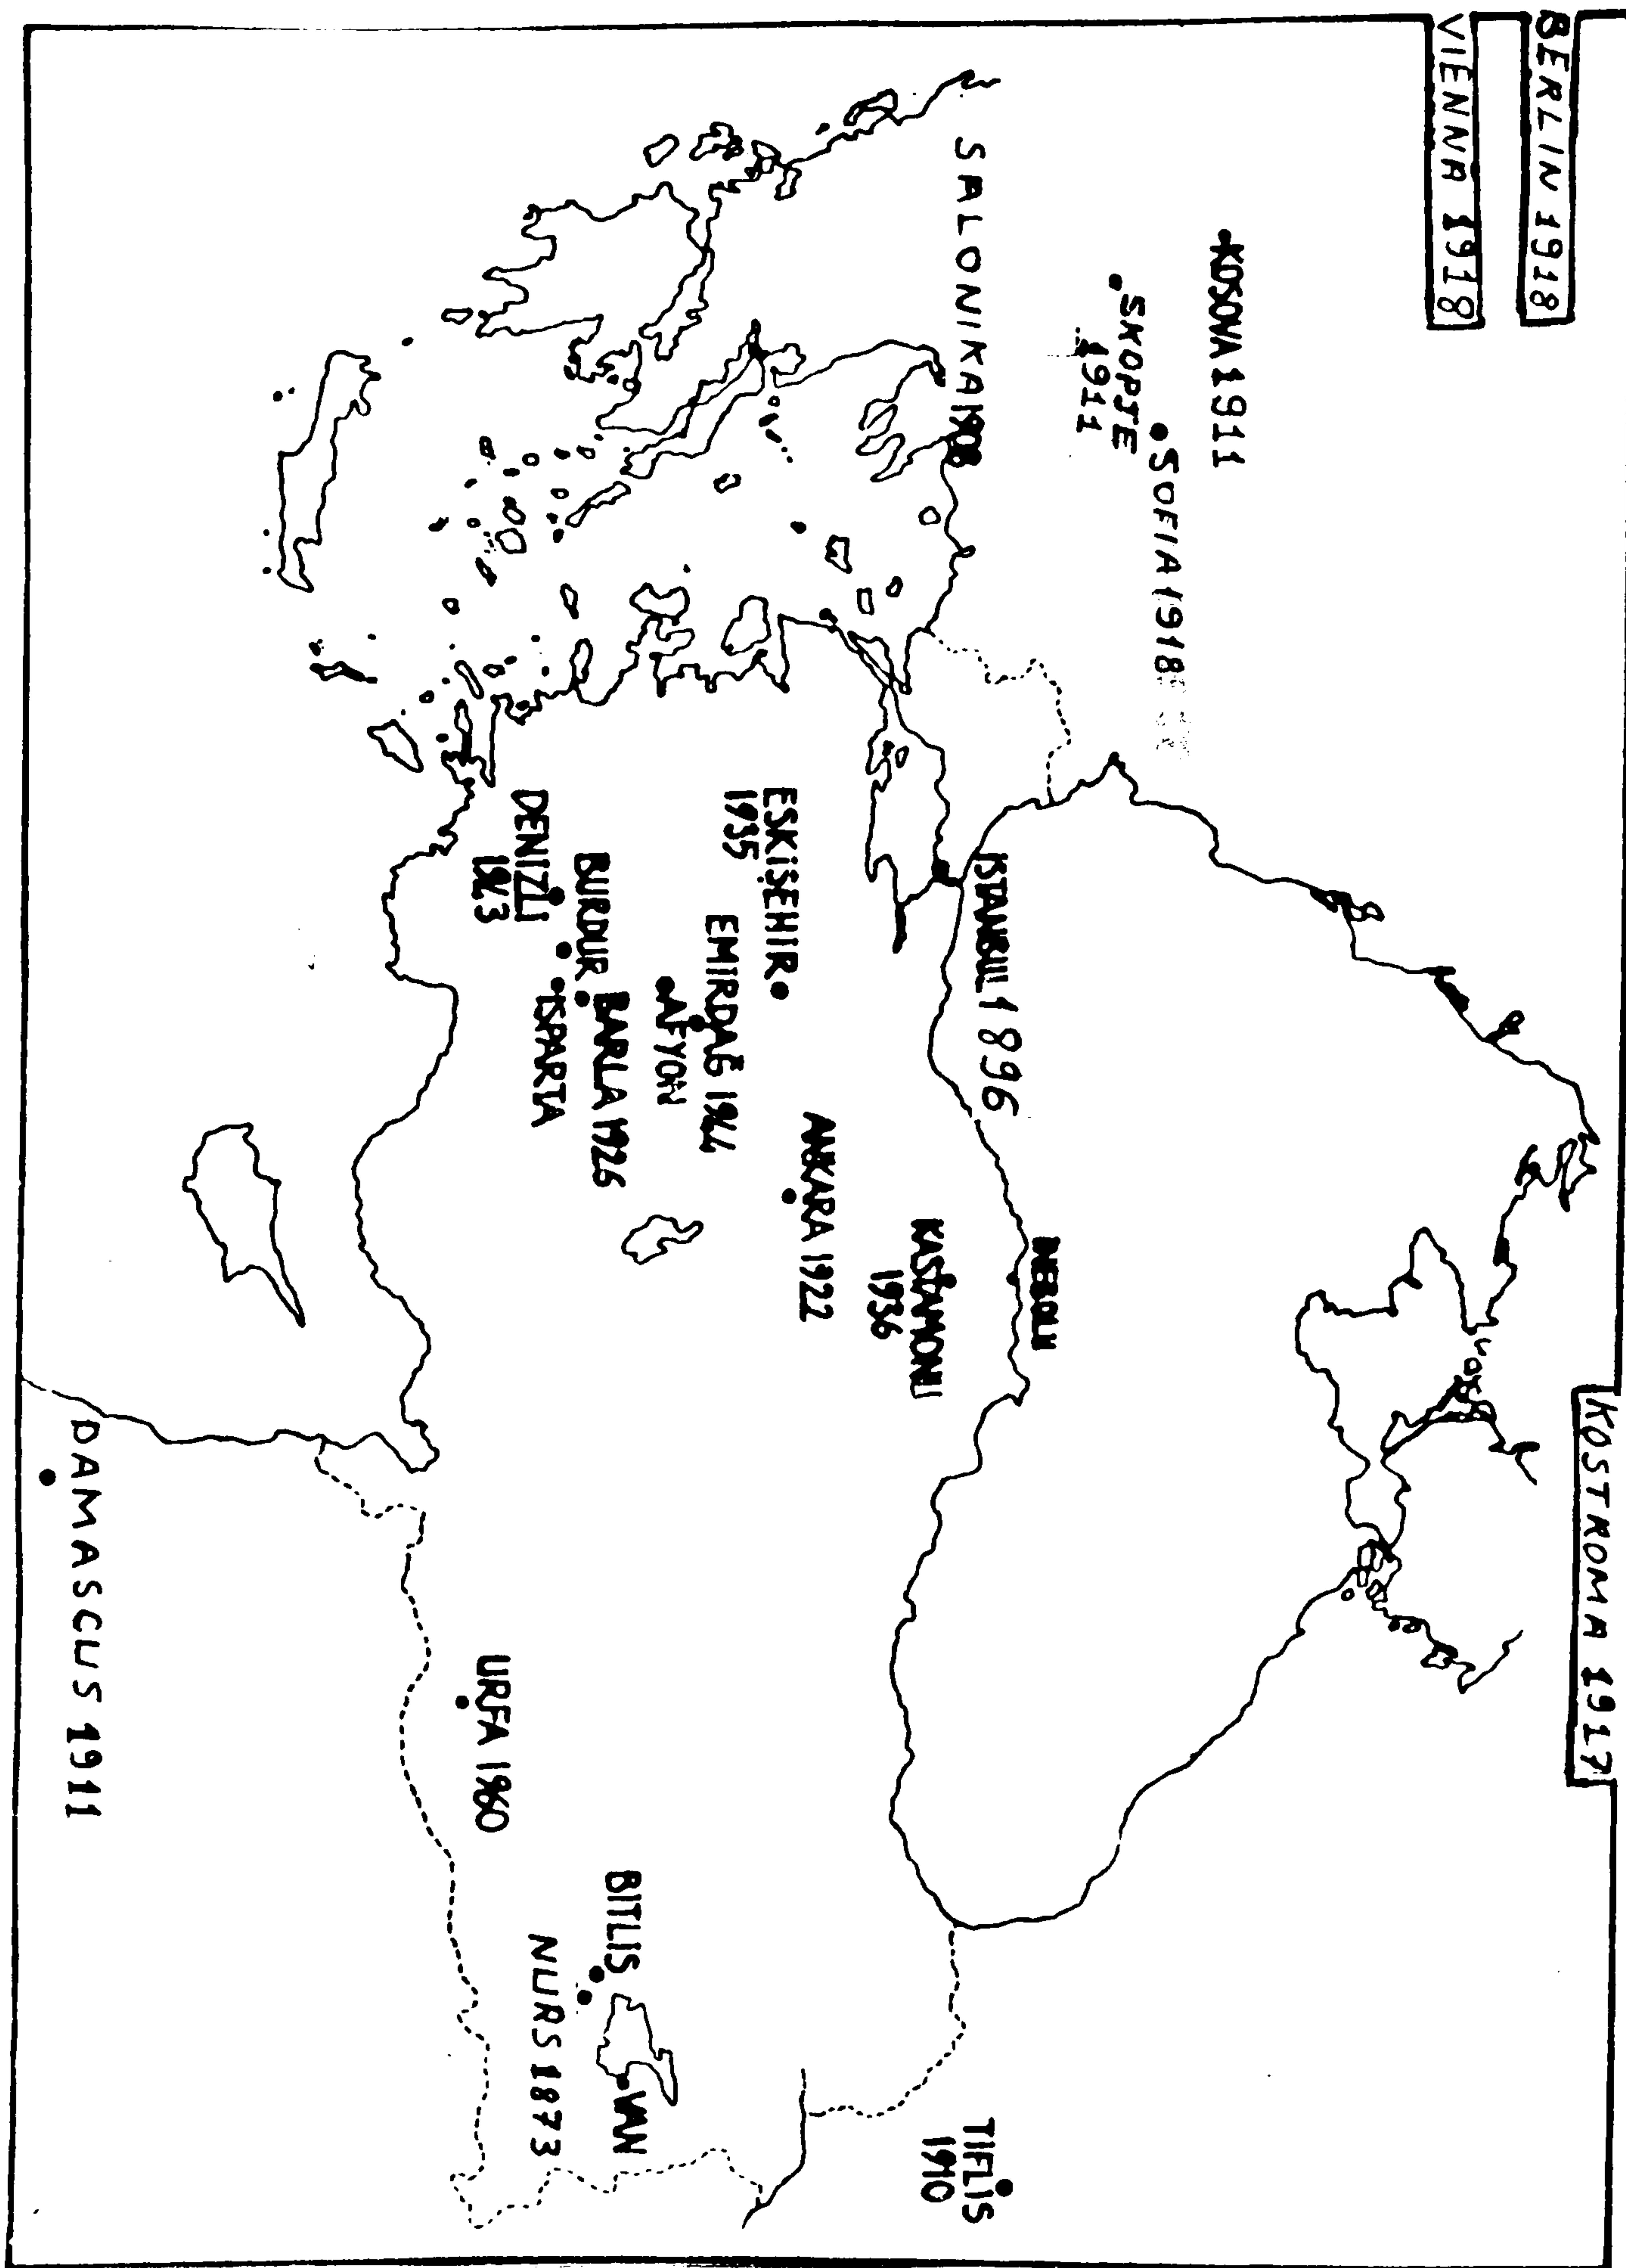 BERLIN 1918
VIENNA 1918
KOSTROMA 1917
KOSOVA 1911
SKOPJE
1911
SOFIA 1918
SALONIKA 1908
ISTANBUL 1896
INEBOLU
KASTAMONU
1936
ANKARA 1922
ESKIŞEHIR
1935
EMIRDAĞ 1944
AFYON
BARLA 1926
BURDUR
ISPARTA
DENIZLI
1943
TIFLIS
1910
VAN
BITLIS
NURS 1873
URFA 1960
DAMASCUS 1911